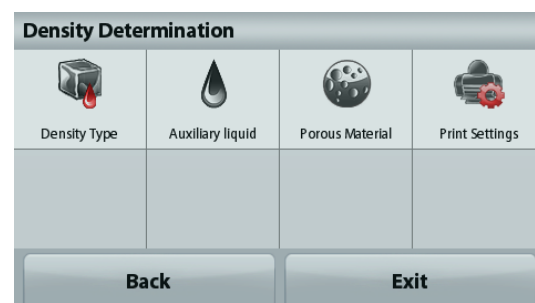 Density Determination
Density Type Auxiliary liquid Porous Material Print Settings
Back Exit